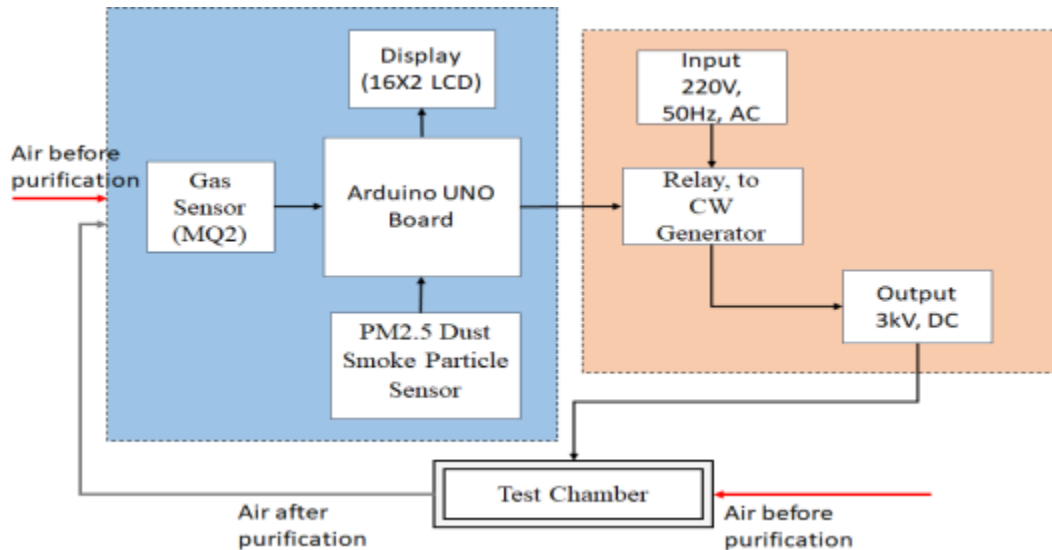 Display
(16X2 LCD)
Input
220V,
50Hz, AC
Air before
purification
Gas
Sensor
(MQ2)
Arduino UNO
Board
Relay, to
CW
Generator
Output
3kV, DC
PM2.5 Dust
Smoke Particle
Sensor
Test Chamber
Air after
purification
Air before
purification